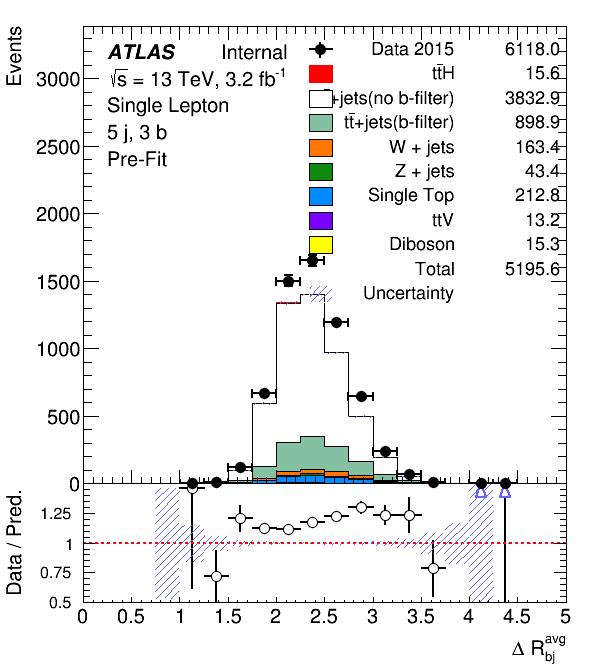 Events
ATLAS Internal
√s = 13 TeV, 3.2 fb⁻¹
Single Lepton
5 j, 3 b
Pre-Fit
Data 2015 6118.0
tt̄H 15.6
+jets(no b-filter) 3832.9
tt̄+jets(b-filter) 898.9
W + jets 163.4
Z + jets 43.4
Single Top 212.8
ttV 13.2
Diboson 15.3
Total 5195.6
Uncertainty
3000
2500
2000
1500
1000
500
0
Data / Pred.
1.25
1
0.75
0.5
0 0.5 1 1.5 2 2.5 3 3.5 4 4.5 5
Δ R_bj^avg